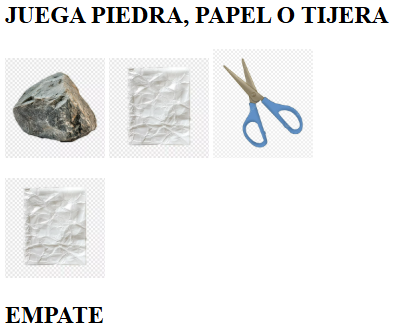 JUEGA PIEDRA, PAPEL O TIJERA
EMPATE